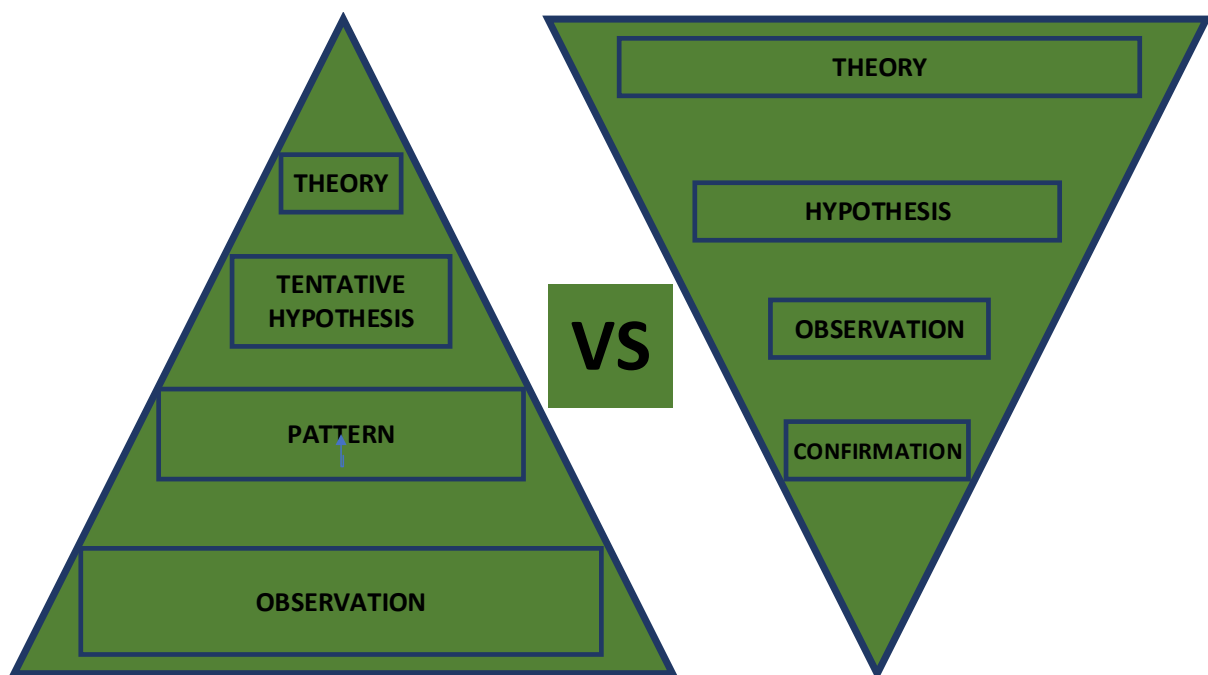 THEORY
TENTATIVE
HYPOTHESIS
PATTERN
OBSERVATION
VS
THEORY
HYPOTHESIS
OBSERVATION
CONFIRMATION